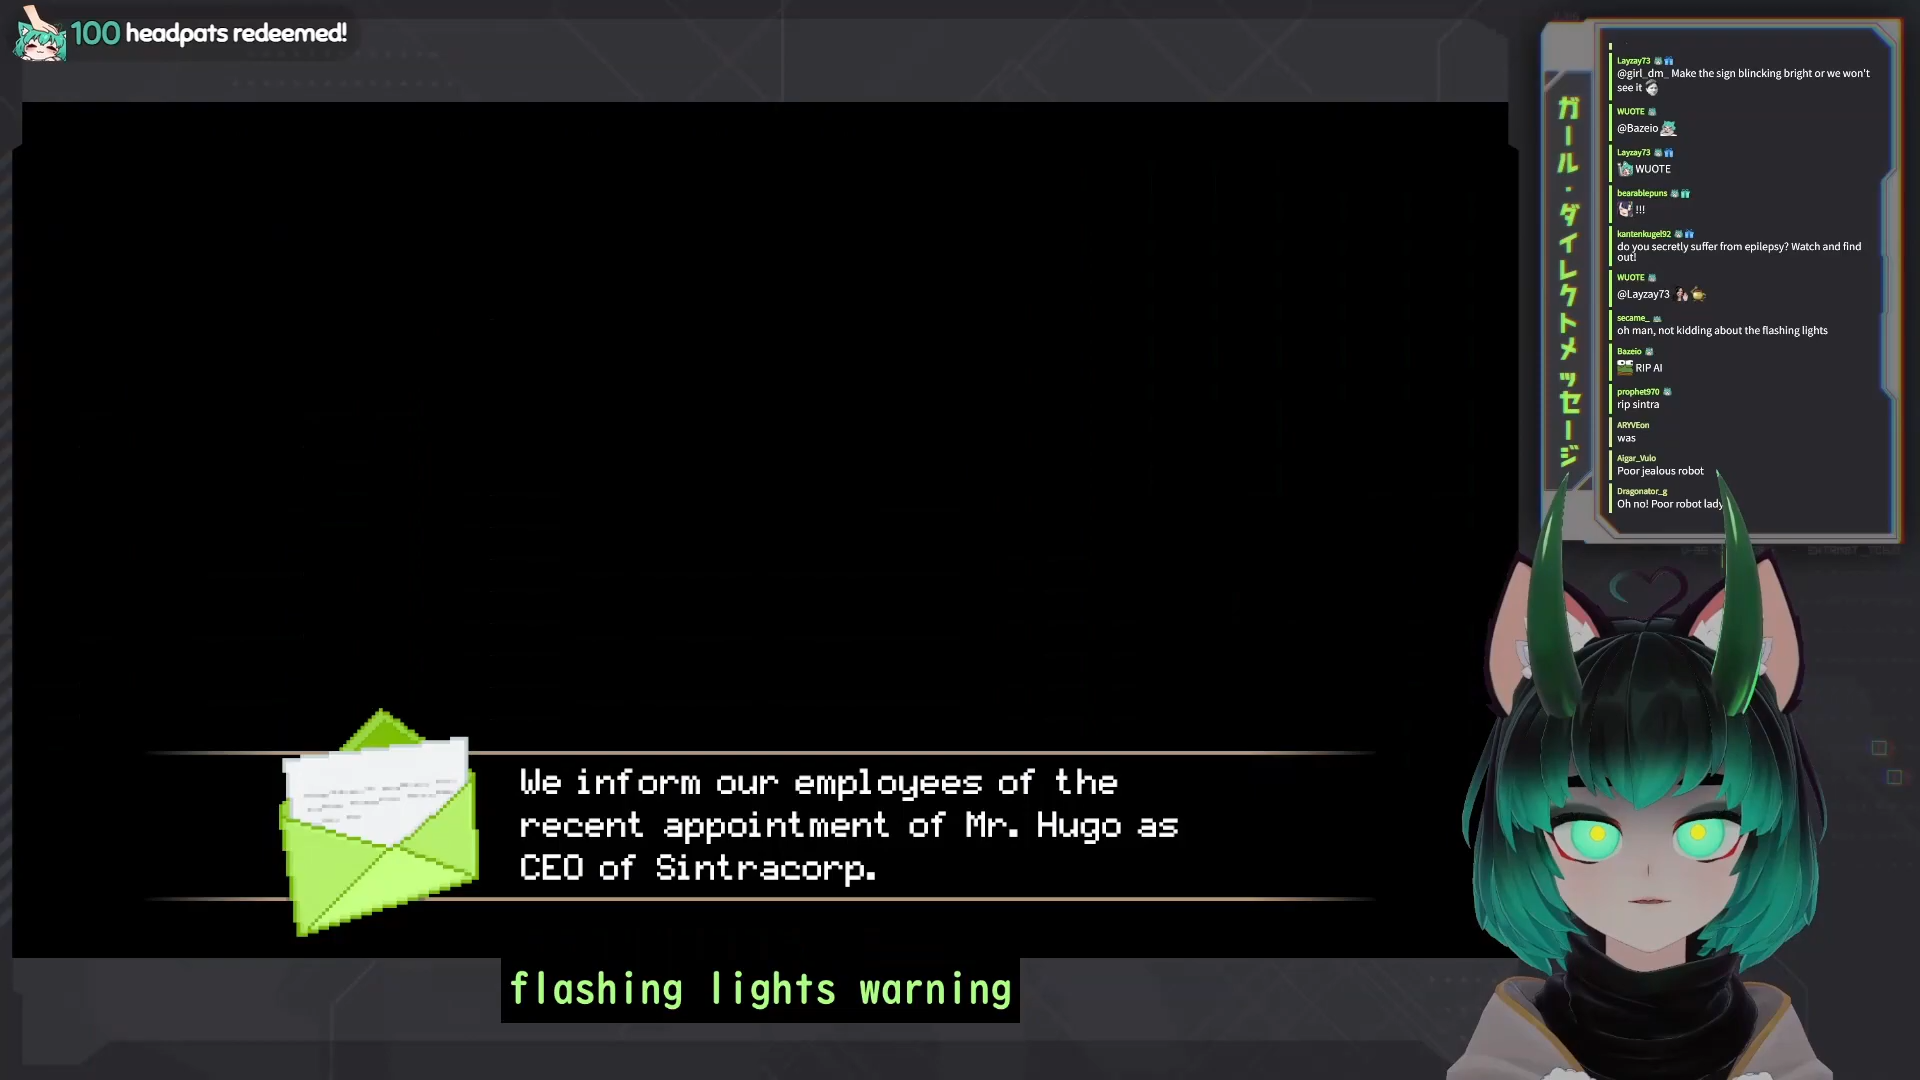 100 headpats redeemed!
Layzay73
@girl_dm_ Make the sign blincking bright or we won't
see it
WUOTE
@Bazeio
Layzay73
WUOTE
bearablepuns
!!!
kantenkugel92
do you secretly suffer from epilepsy? Watch and find
out!
WUOTE
@Layzay73
secame_
oh man, not kidding about the flashing lights
Bazeio
RIP AI
prophet970
rip sintra
ARYVEon
was
Aigar_Vulo
Poor jealous robot
Dragonator_g
Oh no! Poor robot lady
ガール・ダイレクトメッセージ
We inform our employees of the
recent appointment of Mr. Hugo as
CEO of Sintracorp.
flashing lights warning